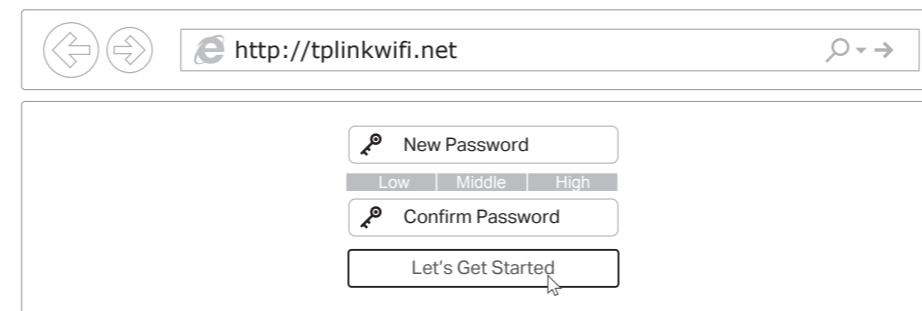 http://tplinkwifi.net
New Password
Low Middle High
Confirm Password
Let's Get Started